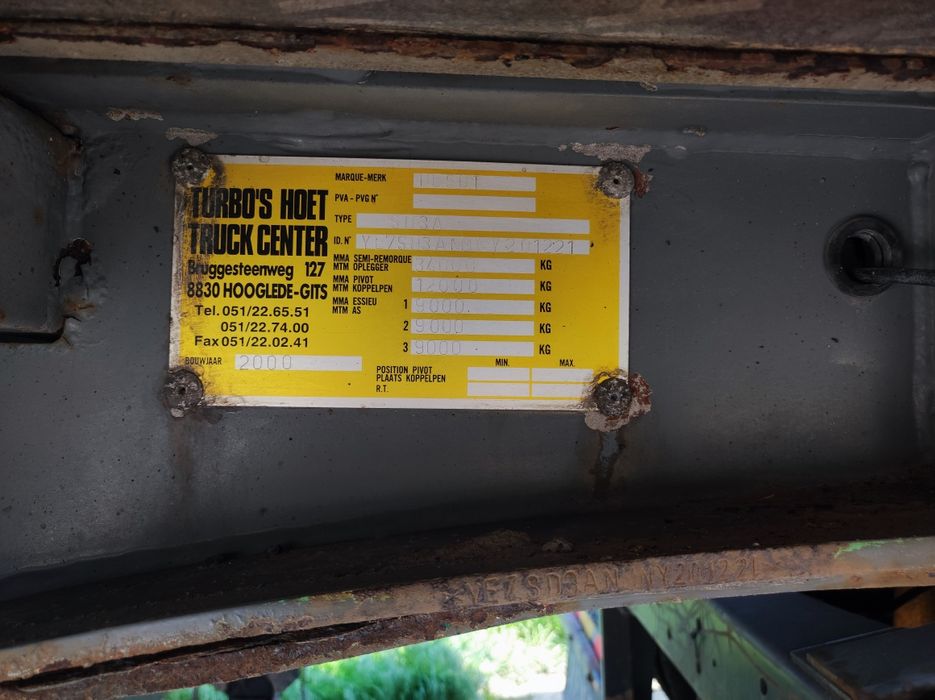 TURBO'S HOET
TRUCK CENTER
Bruggesteenweg 127
8830 HOOGLEDE-GITS
Tel. 051/22.65.51
051/22.74.00
Fax 051/22.02.41
BOUWJAAR 2000
MARQUE-MERK
PVA - PVG N°
TYPE SD3A
ID. N°
MMA SEMI-REMORQUE
MTM OPLEGGER KG
MMA PIVOT
MTM KOPPELPEN 12000 KG
MMA ESSIEU
MTM AS
1 9000 KG
2 9000 KG
3 9000 KG
MIN. MAX.
POSITION PIVOT
PLAATS KOPPELPEN
R.T.